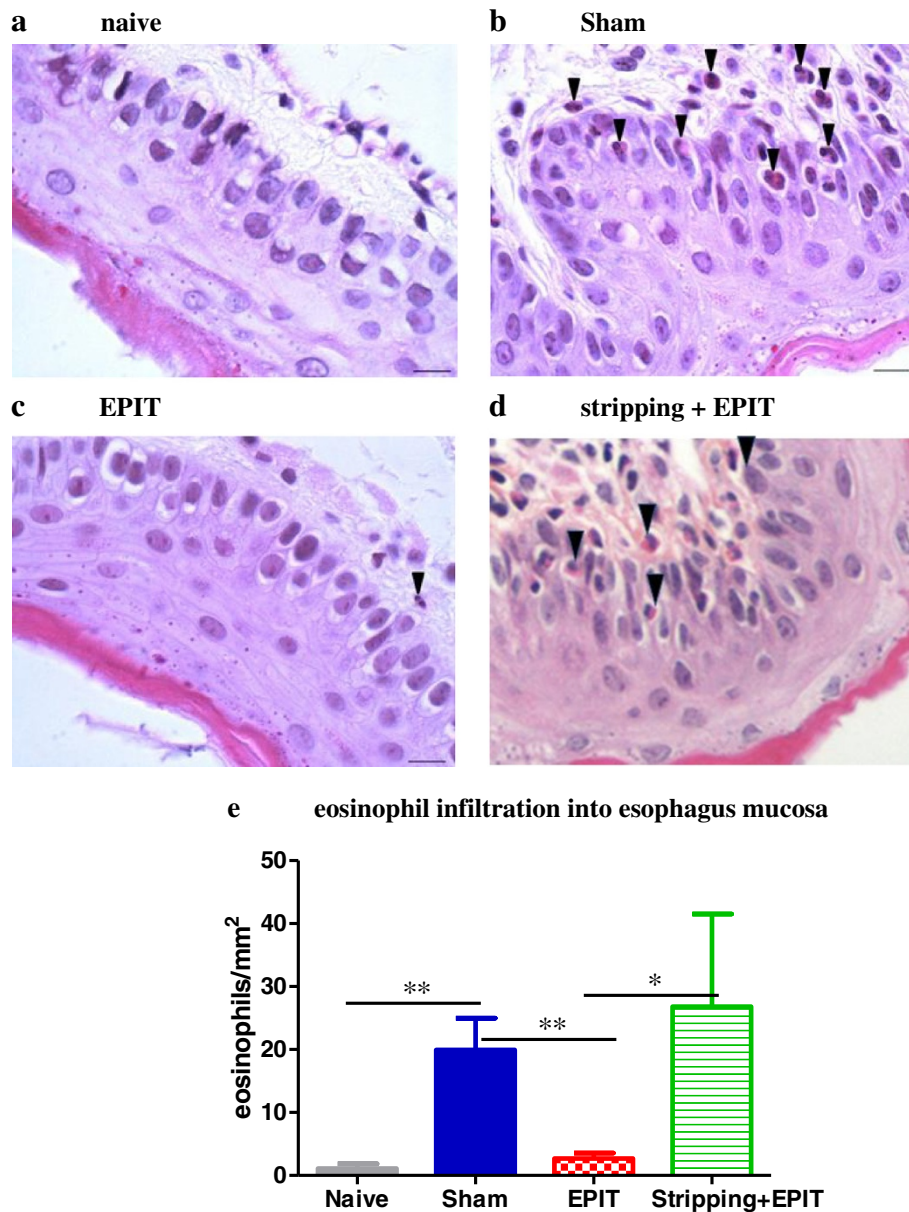 a naive
b Sham
c EPIT
d stripping + EPIT
e eosinophil infiltration into esophagus mucosa
eosinophils/mm²
50
40
30
20
10
0
**
**
*
Naive Sham EPIT Stripping+EPIT